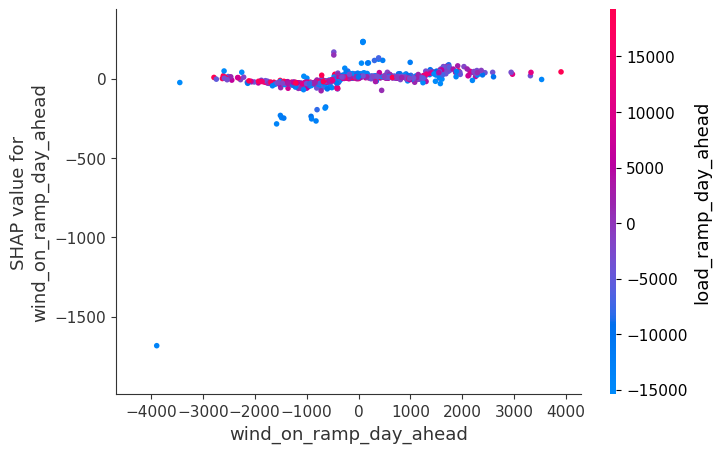 0
−500
−1000
−1500
SHAP value for
wind_on_ramp_day_ahead
−4000 −3000 −2000 −1000 0 1000 2000 3000 4000
wind_on_ramp_day_ahead
15000
10000
5000
0
−5000
−10000
−15000
load_ramp_day_ahead